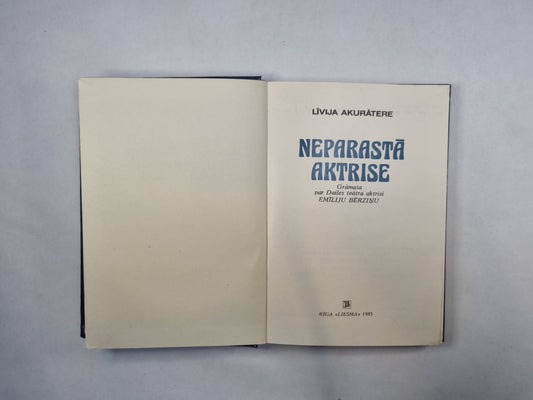 LĪVIJA AKURĀTERE
NEPARASTĀ
AKTRISE
Grāmata
par Dailes teātra aktrisi
EMĪLIJU BĒRZIŅU
RĪGA «LIESMA» 1985